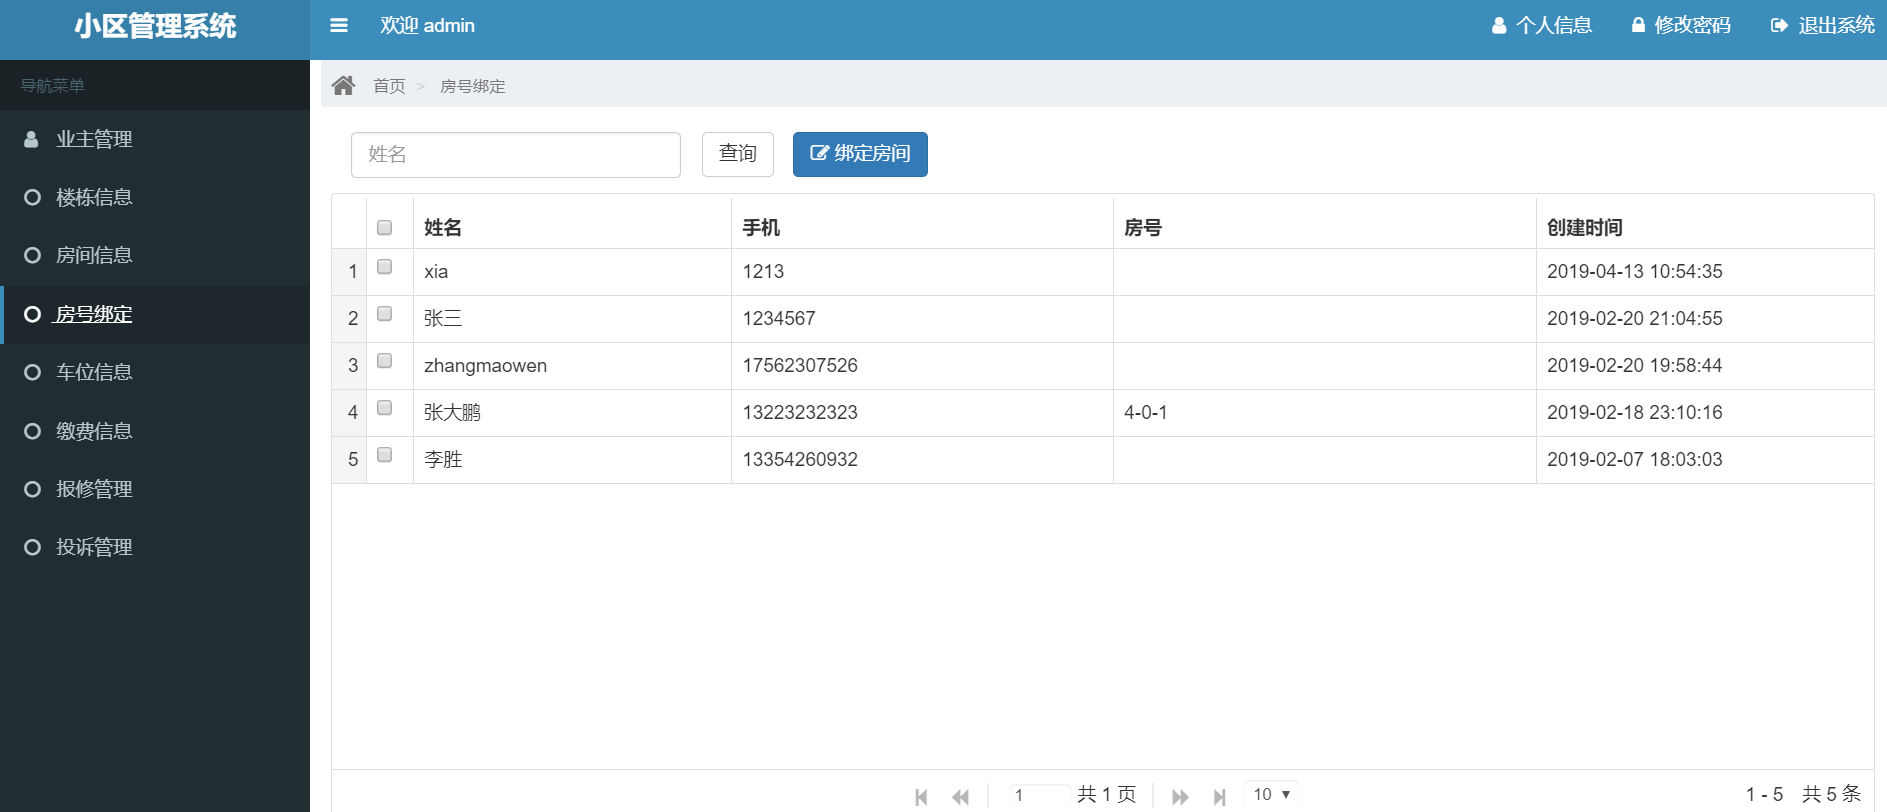 小区管理系统
欢迎 admin
个人信息 修改密码 退出系统
导航菜单
业主管理
楼栋信息
房间信息
房号绑定
车位信息
缴费信息
报修管理
投诉管理
首页 > 房号绑定
姓名 查询 绑定房间
姓名 手机 房号 创建时间
1 xia 1213 2019-04-13 10:54:35
2 张三 1234567 2019-02-20 21:04:55
3 zhangmaowen 17562307526 2019-02-20 19:58:44
4 张大鹏 13223232323 4-0-1 2019-02-18 23:10:16
5 李胜 13354260932 2019-02-07 18:03:03
1 共 1 页 10 1 - 5 共 5 条